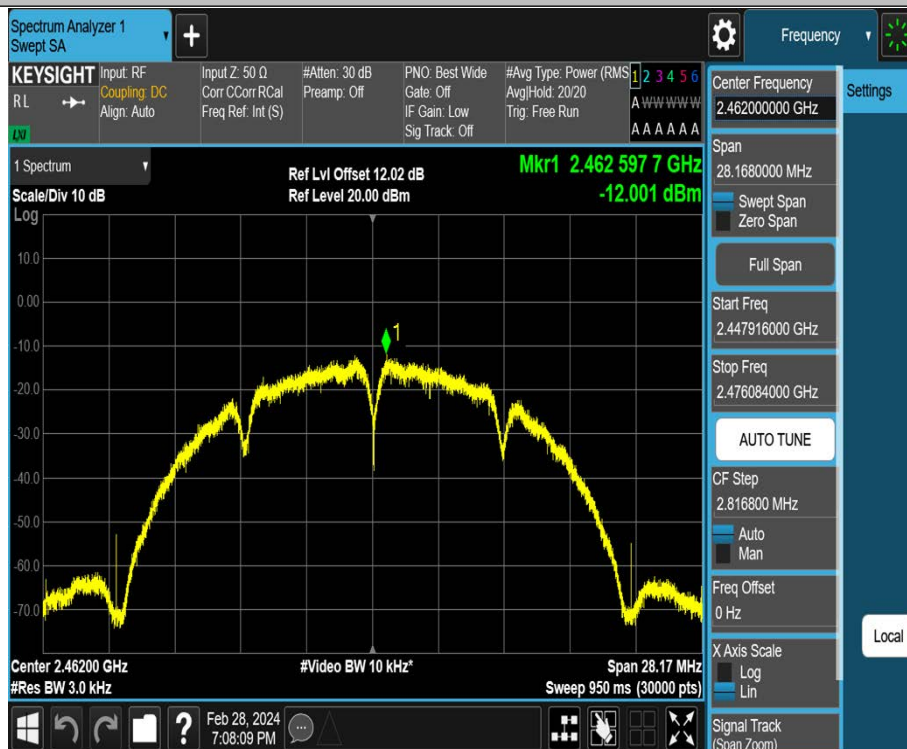 Spectrum Analyzer 1
Swept SA
+
Frequency
KEYSIGHT
RL
LXI
Input: RF
Coupling: DC
Align: Auto
Input Z: 50 Ω
Corr CCorr RCal
Freq Ref: Int (S)
#Atten: 30 dB
Preamp: Off
PNO: Best Wide
Gate: Off
IF Gain: Low
Sig Track: Off
#Avg Type: Power (RMS
Avg|Hold: 20/20
Trig: Free Run
1 2 3 4 5 6
A W W W W W
A A A A A A
1 Spectrum
Scale/Div 10 dB
Log
Ref Lvl Offset 12.02 dB
Ref Level 20.00 dBm
Mkr1 2.462 597 7 GHz
-12.001 dBm
10.0
0.00
-10.0
-20.0
-30.0
-40.0
-50.0
-60.0
-70.0
1
Center 2.46200 GHz
#Res BW 3.0 kHz
#Video BW 10 kHz*
Span 28.17 MHz
Sweep 950 ms (30000 pts)
?
Feb 28, 2024
7:08:09 PM
Center Frequency
2.462000000 GHz
Span
28.1680000 MHz
Swept Span
Zero Span
Full Span
Start Freq
2.447916000 GHz
Stop Freq
2.476084000 GHz
AUTO TUNE
CF Step
2.816800 MHz
Auto
Man
Freq Offset
0 Hz
X Axis Scale
Log
Lin
Signal Track
(Span Zoom)
Settings
Local